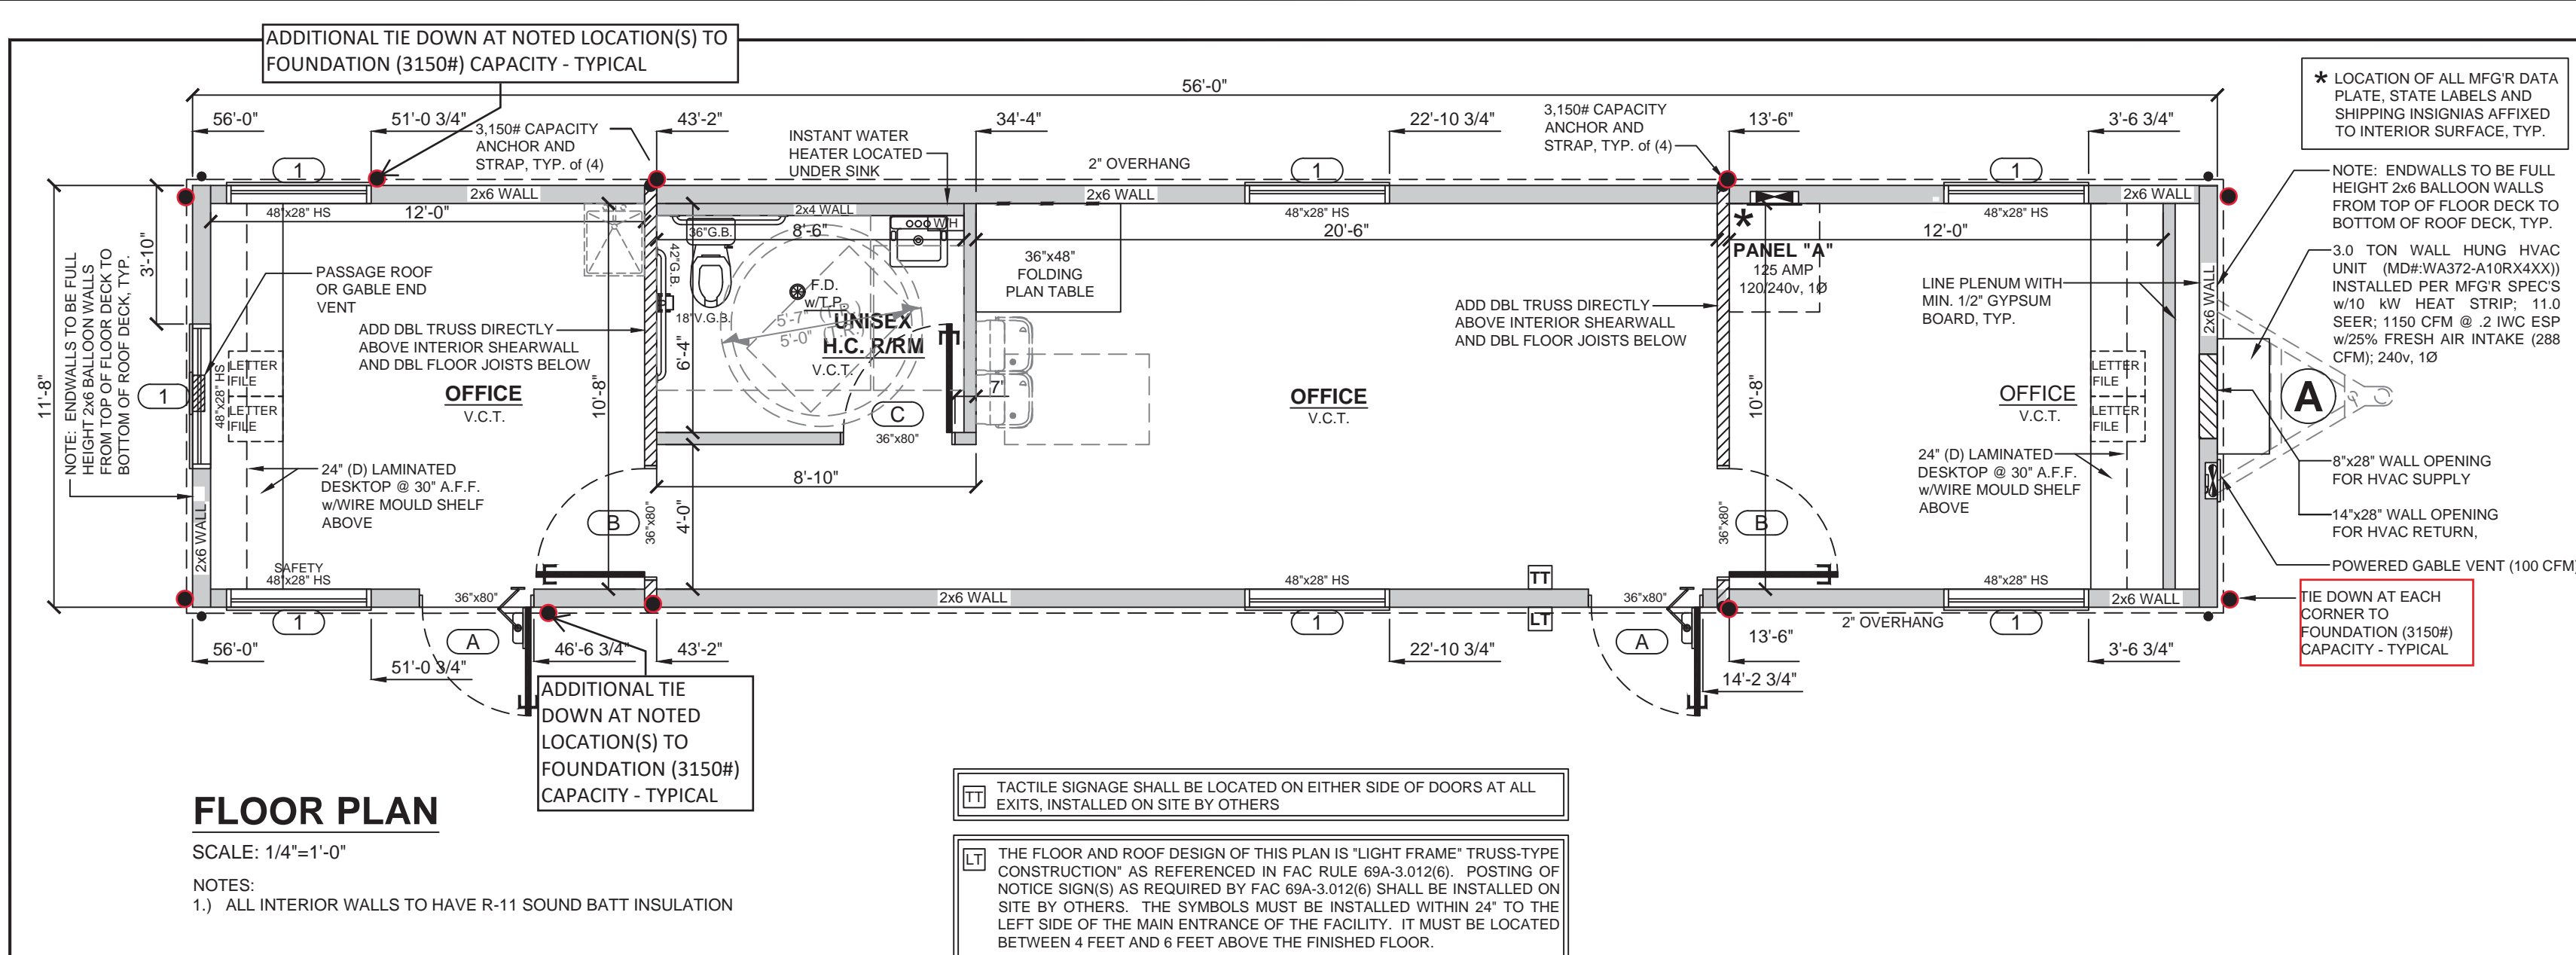 ADDITIONAL TIE DOWN AT NOTED LOCATION(S) TO
FOUNDATION (3150#) CAPACITY - TYPICAL
56'-0"
56'-0"
51'-0 3/4"
3,150# CAPACITY
ANCHOR AND
STRAP, TYP. of (4)
43'-2"
INSTANT WATER
HEATER LOCATED
UNDER SINK
34'-4"
2" OVERHANG
22'-10 3/4"
3,150# CAPACITY
ANCHOR AND
STRAP, TYP. of (4)
13'-6"
3'-6 3/4"
* LOCATION OF ALL MFG'R DATA
PLATE, STATE LABELS AND
SHIPPING INSIGNIAS AFFIXED
TO INTERIOR SURFACE, TYP.
1
1
1
2x6 WALL
2x6 WALL
2x6 WALL
48"x28" HS
12'-0"
2x4 WALL
W/H
48"x28" HS
48"x28" HS
36"G.B.
8'-6"
20'-6"
12'-0"
*
PANEL "A"
125 AMP
120/240v, 1Ø
NOTE: ENDWALLS TO BE FULL
HEIGHT 2x6 BALLOON WALLS
FROM TOP OF FLOOR DECK TO
BOTTOM OF ROOF DECK, TYP.
3.0 TON WALL HUNG HVAC
UNIT (MD#:WA372-A10RX4XX))
INSTALLED PER MFG'R SPEC'S
w/10 kW HEAT STRIP; 11.0
SEER; 1150 CFM @ .2 IWC ESP
w/25% FRESH AIR INTAKE (288
CFM); 240v, 1Ø
11'-8"
3'-10"
NOTE: ENDWALLS TO BE FULL
HEIGHT 2x6 BALLOON WALLS
FROM TOP OF FLOOR DECK TO
BOTTOM OF ROOF DECK, TYP.
PASSAGE ROOF
OR GABLE END
VENT
42"G.B.
18"V.G.B.
F.D.
w/T.P.
5'-7" (T.R.)
5'-0" (T.R.)
UNISEX
H.C. R/RM
V.C.T.
36"x48"
FOLDING
PLAN TABLE
LINE PLENUM WITH
MIN. 1/2" GYPSUM
BOARD, TYP.
2x6 WALL
ADD DBL TRUSS DIRECTLY
ABOVE INTERIOR SHEARWALL
AND DBL FLOOR JOISTS BELOW
ADD DBL TRUSS DIRECTLY
ABOVE INTERIOR SHEARWALL
AND DBL FLOOR JOISTS BELOW
1
48"x28" HS
LETTER
FILE
LETTER
FILE
OFFICE
V.C.T.
10'-8"
6'-4"
7'
C
36"x80"
OFFICE
V.C.T.
10'-8"
OFFICE
V.C.T.
LETTER
FILE
LETTER
FILE
A
24" (D) LAMINATED
DESKTOP @ 30" A.F.F.
w/WIRE MOULD SHELF
ABOVE
8'-10"
24" (D) LAMINATED
DESKTOP @ 30" A.F.F.
w/WIRE MOULD SHELF
ABOVE
8"x28" WALL OPENING
FOR HVAC SUPPLY
14"x28" WALL OPENING
FOR HVAC RETURN,
POWERED GABLE VENT (100 CFM)
2x6 WALL
B
36"x80"
4'-0"
36"x80"
B
SAFETY
48"x28" HS
36"x80"
2x6 WALL
48"x28" HS
TT
36"x80"
48"x28" HS
2x6 WALL
TIE DOWN AT EACH
CORNER TO
FOUNDATION (3150#)
CAPACITY - TYPICAL
1
A
1
LT
A
2" OVERHANG
1
56'-0"
51'-0 3/4"
46'-6 3/4"
43'-2"
22'-10 3/4"
13'-6"
14'-2 3/4"
3'-6 3/4"
ADDITIONAL TIE
DOWN AT NOTED
LOCATION(S) TO
FOUNDATION (3150#)
CAPACITY - TYPICAL
FLOOR PLAN
SCALE: 1/4"=1'-0"
NOTES:
1.) ALL INTERIOR WALLS TO HAVE R-11 SOUND BATT INSULATION
TT TACTILE SIGNAGE SHALL BE LOCATED ON EITHER SIDE OF DOORS AT ALL
EXITS, INSTALLED ON SITE BY OTHERS
LT THE FLOOR AND ROOF DESIGN OF THIS PLAN IS "LIGHT FRAME" TRUSS-TYPE
CONSTRUCTION" AS REFERENCED IN FAC RULE 69A-3.012(6). POSTING OF
NOTICE SIGN(S) AS REQUIRED BY FAC 69A-3.012(6) SHALL BE INSTALLED ON
SITE BY OTHERS. THE SYMBOLS MUST BE INSTALLED WITHIN 24" TO THE
LEFT SIDE OF THE MAIN ENTRANCE OF THE FACILITY. IT MUST BE LOCATED
BETWEEN 4 FEET AND 6 FEET ABOVE THE FINISHED FLOOR.